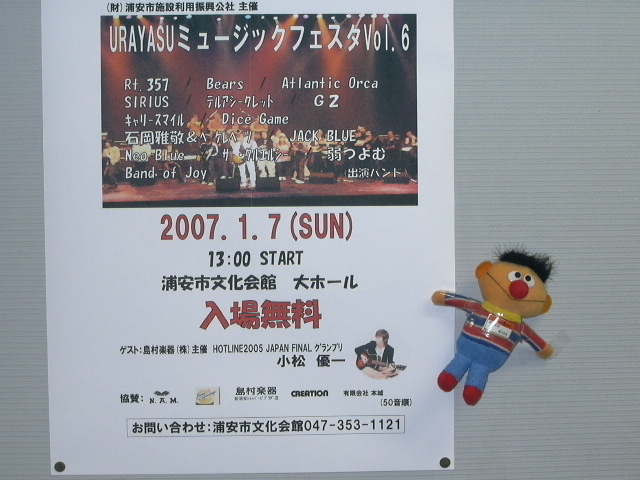 (財)浦安市施設利用振興公社 主催
URAYASUミュージックフェスタVol.6
Rt.357 / Bears / Atlantic Orca
SIRIUS / テルアシークレット / G2
キャリースマイル / Dice Game
石岡雅敬& JACK BLUE
Neo Blue / 弱つよむ
Band of Joy (出演バンド)
2007.1.7(SUN)
13:00 START
浦安市文化会館 大ホール
入場無料
ゲスト:島村楽器(株)主催 HOTLINE2005 JAPAN FINAL グランプリ
小松 優一
協賛: N.A.M. 島村楽器 CREATION 有限会社 本城
(50音順)
お問い合わせ:浦安市文化会館047-353-1121